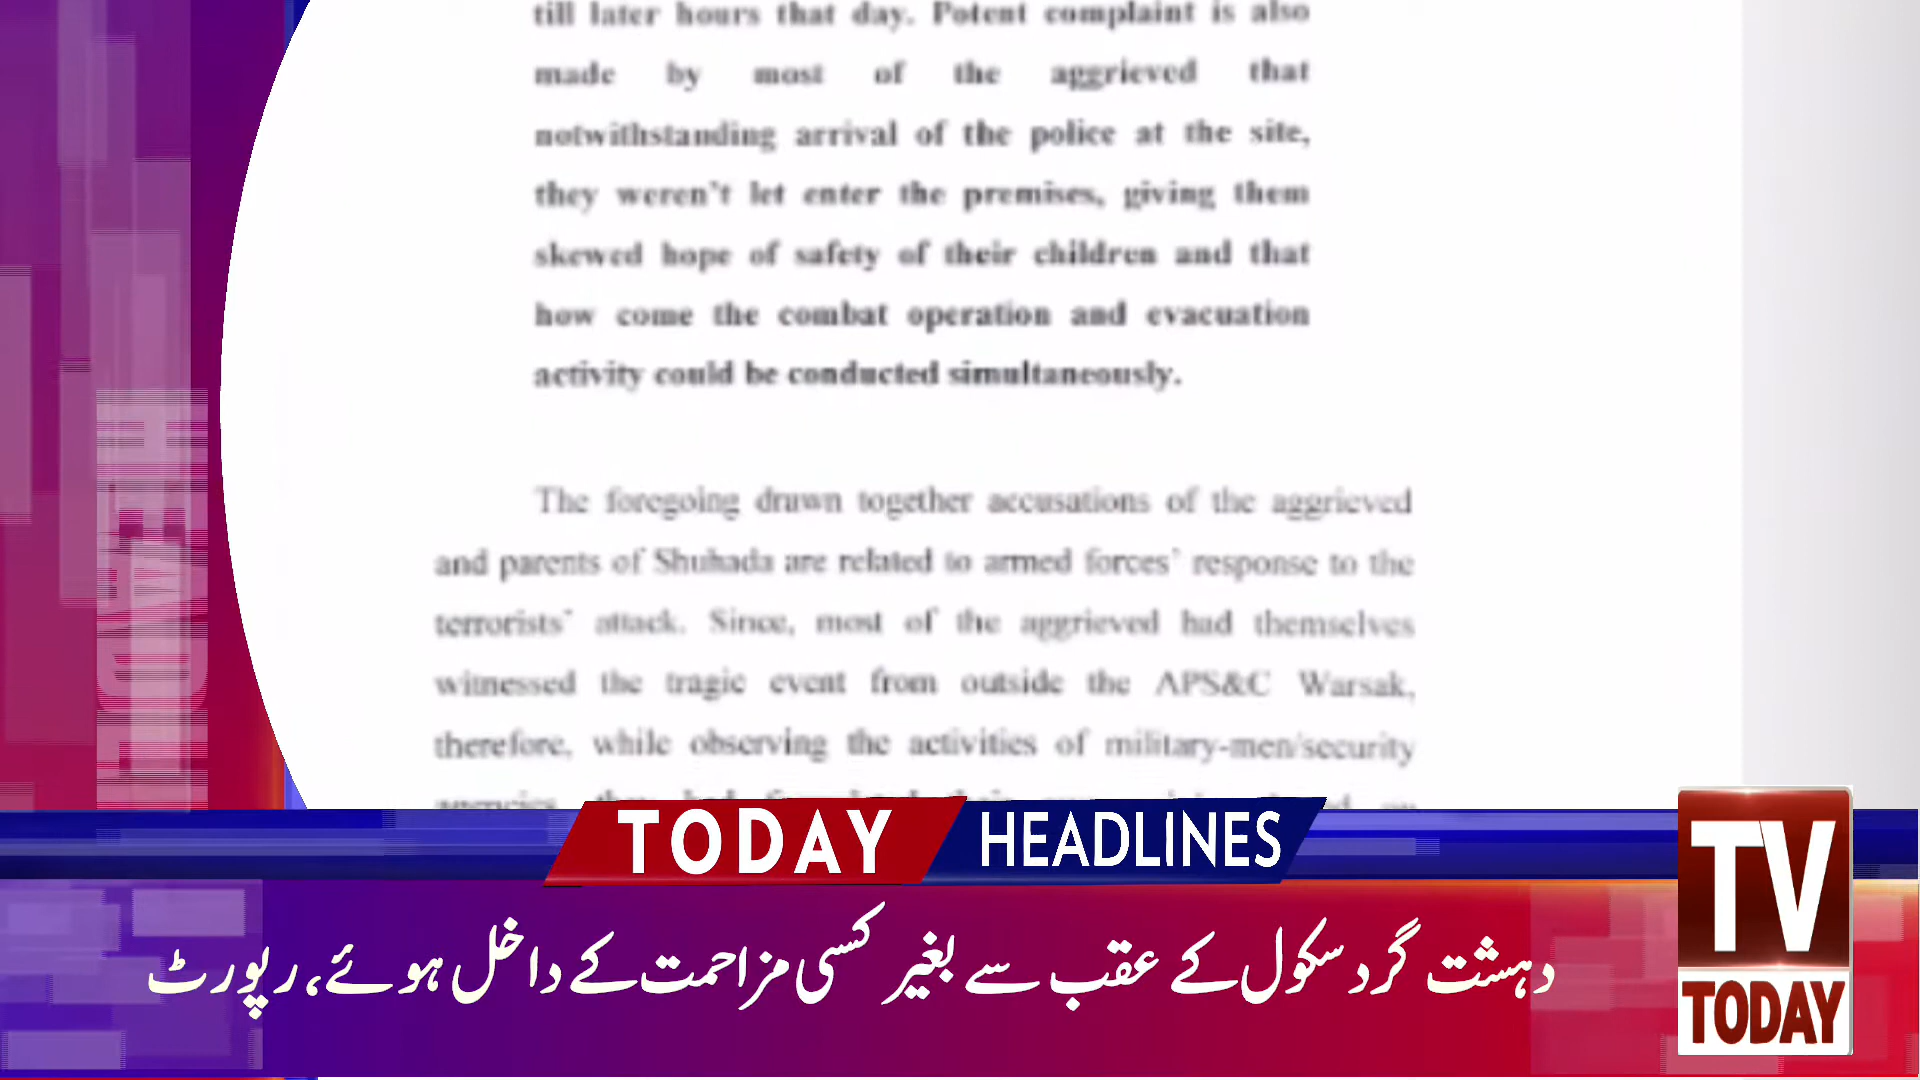 till later hours that day. Potent complaint is also
made by most of the aggrieved that
notwithstanding arrival of the police at the site,
they weren't let enter the premises, giving them
skewed hope of safety of their children and that
how come the combat operation and evacuation
activity could be conducted simultaneously.
The foregoing drawn together accusations of the aggrieved
and parents of Shuhada are related to armed forces' response to the
terrorists' attack. Since, most of the aggrieved had themselves
witnessed the tragic event from outside the APS&C Warsak,
therefore, while observing the activities of military-men/security
HEADL
TODAY HEADLINES
دہشت گرد سکول کے عقب سے بغیر کسی مزاحمت کے داخل ہوئے، رپورٹ
TV
TODAY